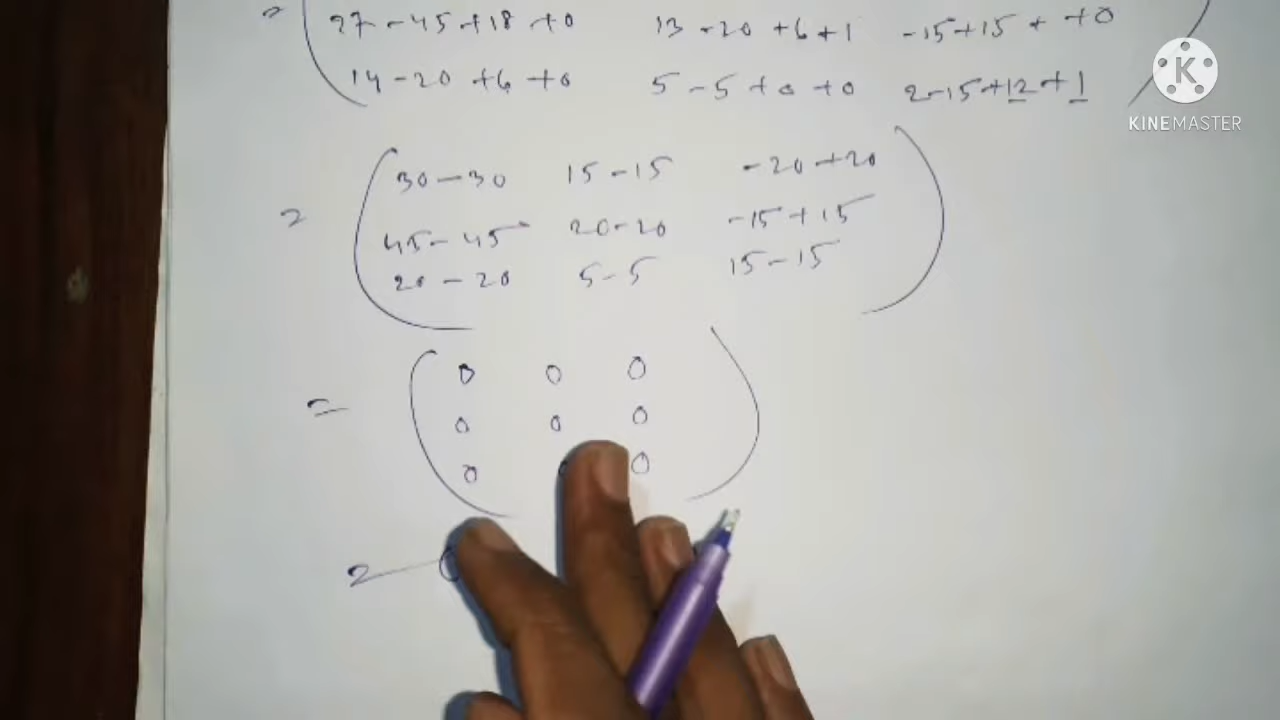 = 27 - 45 + 18 + 0 13 - 20 + 6 + 1 - 15 + 15 + + 0
14 - 20 + 6 + 0 5 - 5 + 0 + 0 2 - 15 + 12 + 1
KINEMASTER
= 30 - 30 15 - 15 - 20 + 20
45 - 45 20 - 20 - 15 + 15
20 - 20 5 - 5 15 - 15
= 0 0 0
0 0 0
0 0 0
= 0